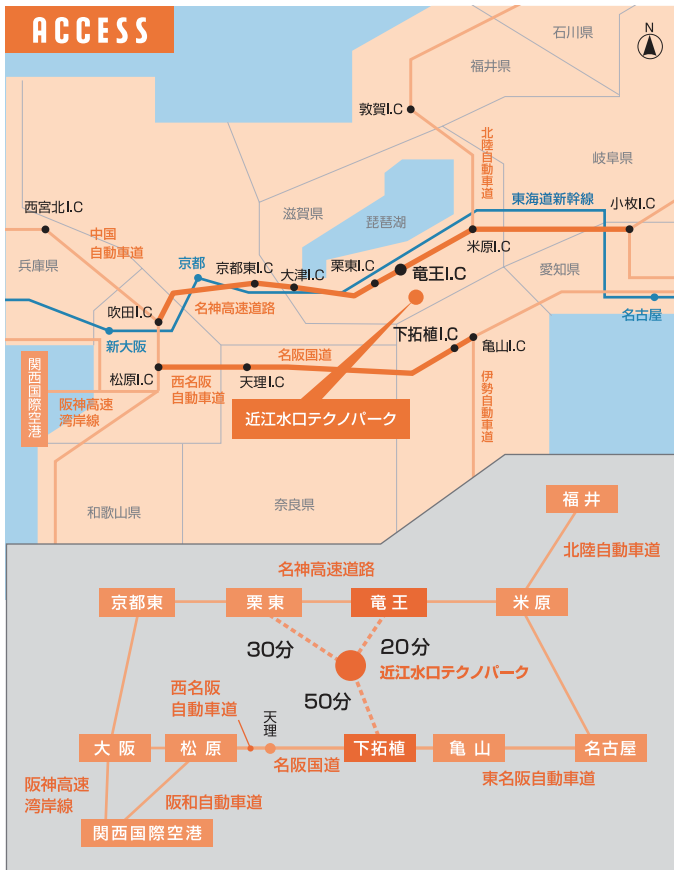 ACCESS
N
石川県
福井県
敦賀I.C
北陸自動車道
岐阜県
滋賀県
琵琶湖
東海道新幹線
小枚I.C
西宮北I.C
中国
自動車道
兵庫県
京都
京都東I.C
大津I.C
栗東I.C
竜王I.C
米原I.C
愛知県
名古屋
吹田I.C
名神高速道路
新大阪
下拓植I.C
亀山I.C
名阪国道
松原I.C
西名阪
自動車道
天理I.C
関西国際空港
阪神高速
湾岸線
近江水口テクノパーク
伊勢自動車道
和歌山県
奈良県
福井
北陸自動車道
名神高速道路
京都東
栗東
竜王
米原
30分
20分
近江水口テクノパーク
50分
西名阪
自動車道
天理
大阪
松原
名阪国道
下拓植
亀山
名古屋
東名阪自動車道
阪神高速
湾岸線
阪和自動車道
関西国際空港